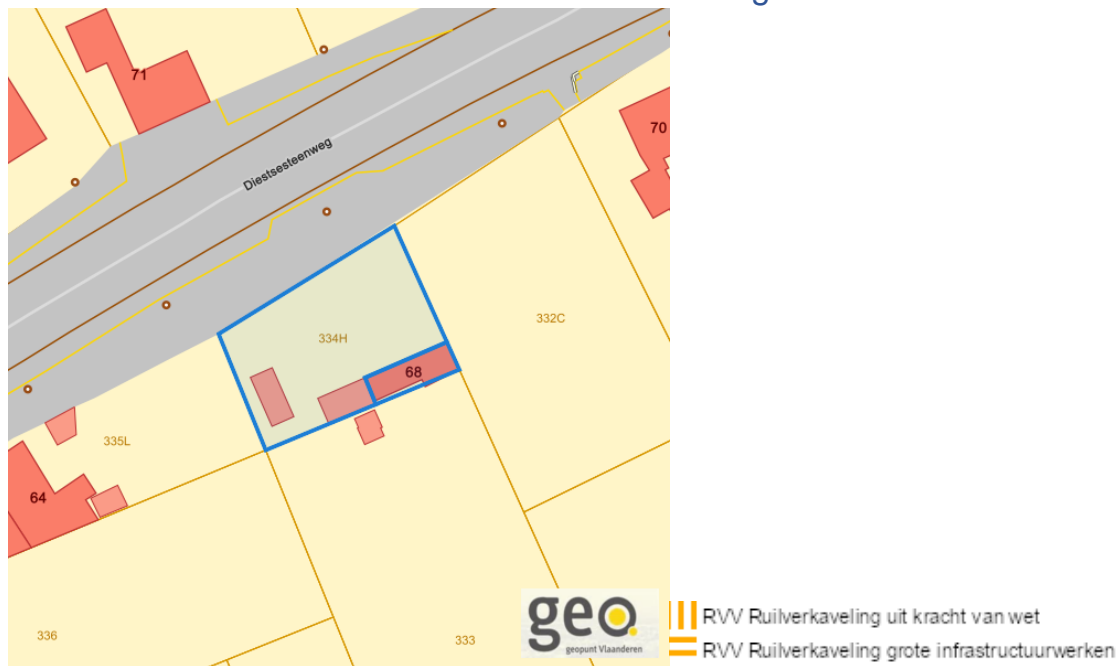 71
70
Diestsesteenweg
332C
334H
68
335L
64
336
333
geo.
geopunt Vlaanderen
RVV Ruilverkaveling uit kracht van wet
RVV Ruilverkaveling grote infrastructuurwerken